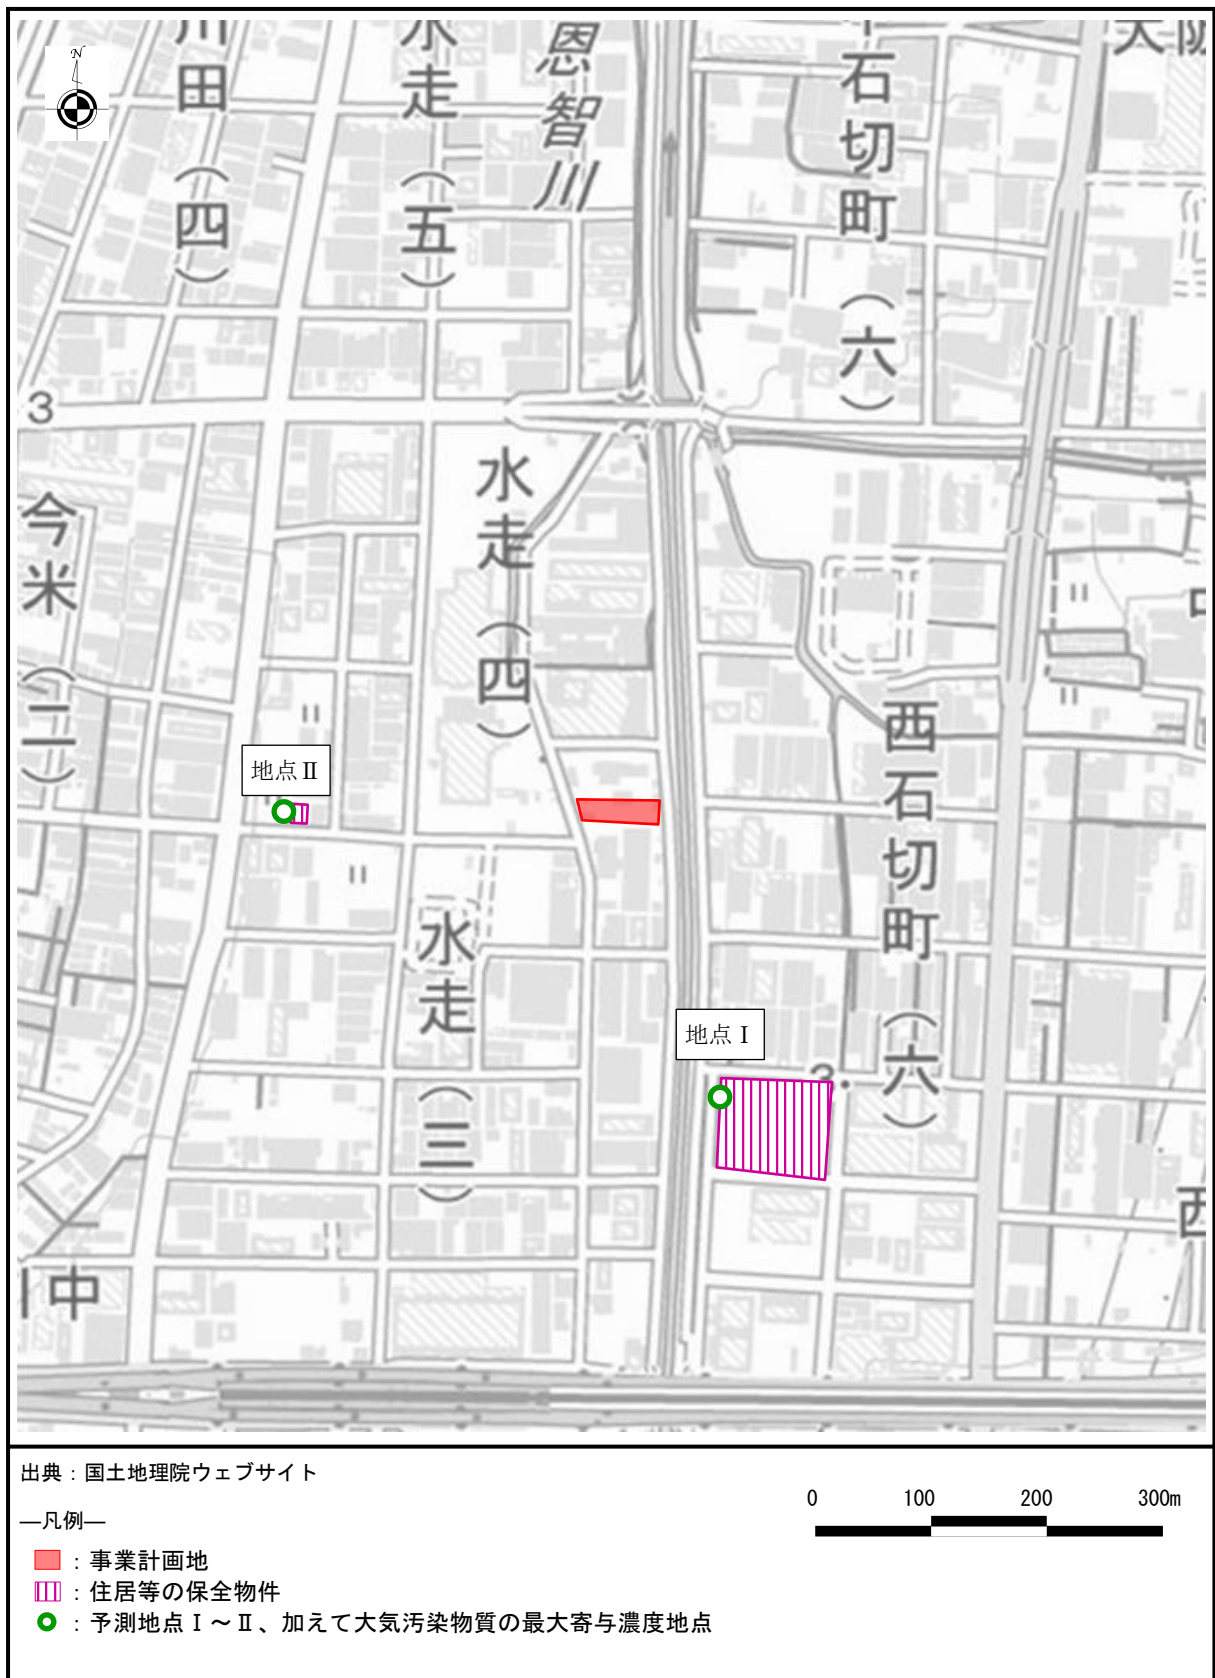 N
川田(四)
水走(五)
恩智川
石切町(六)
大阪
3
今米(二)
水走(四)
西石切町(六)
地点Ⅱ
水走(三)
地点Ⅰ
3
西
中
出典：国土地理院ウェブサイト
―凡例―
：事業計画地
：住居等の保全物件
：予測地点Ⅰ～Ⅱ、加えて大気汚染物質の最大寄与濃度地点
0 100 200 300m